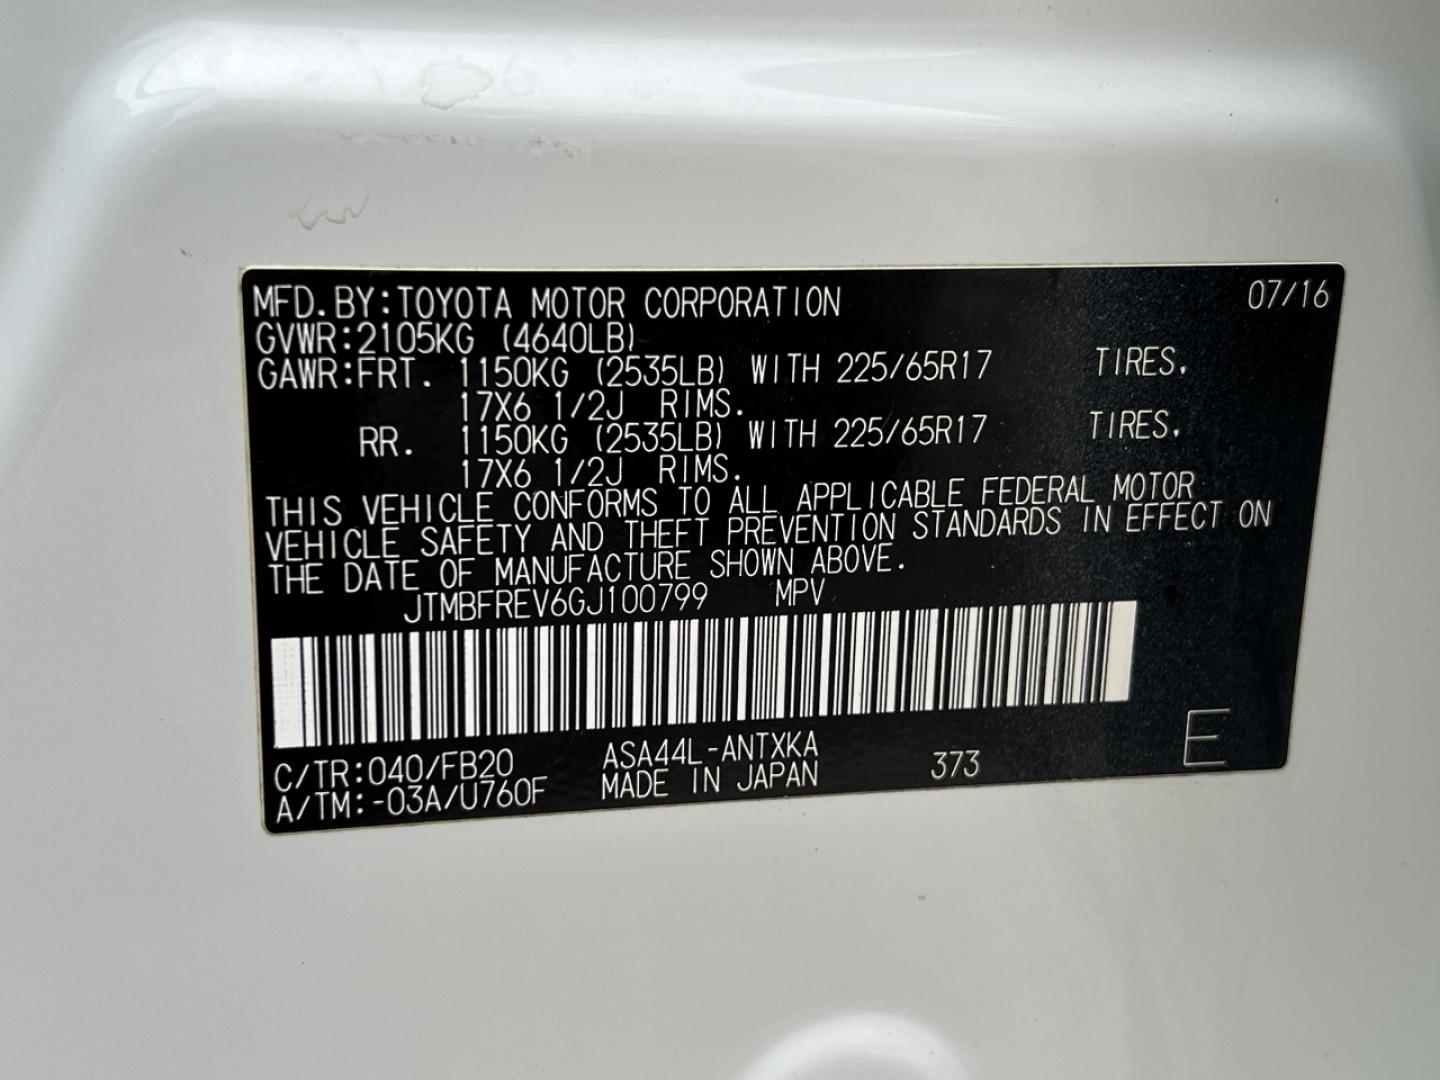 MFD. BY: TOYOTA MOTOR CORPORATION 07/16
GVWR: 2105KG (4640LB)
GAWR: FRT. 1150KG (2535LB) WITH 225/65R17 TIRES,
17X6 1/2J RIMS.
RR. 1150KG (2535LB) WITH 225/65R17 TIRES,
17X6 1/2J RIMS.
THIS VEHICLE CONFORMS TO ALL APPLICABLE FEDERAL MOTOR
VEHICLE SAFETY AND THEFT PREVENTION STANDARDS IN EFFECT ON
THE DATE OF MANUFACTURE SHOWN ABOVE.
JTMBFREV6GJ100799 MPV
C/TR: 040/FB20 ASA44L-ANTXKA 373 E
A/TM: -03A/U760F MADE IN JAPAN